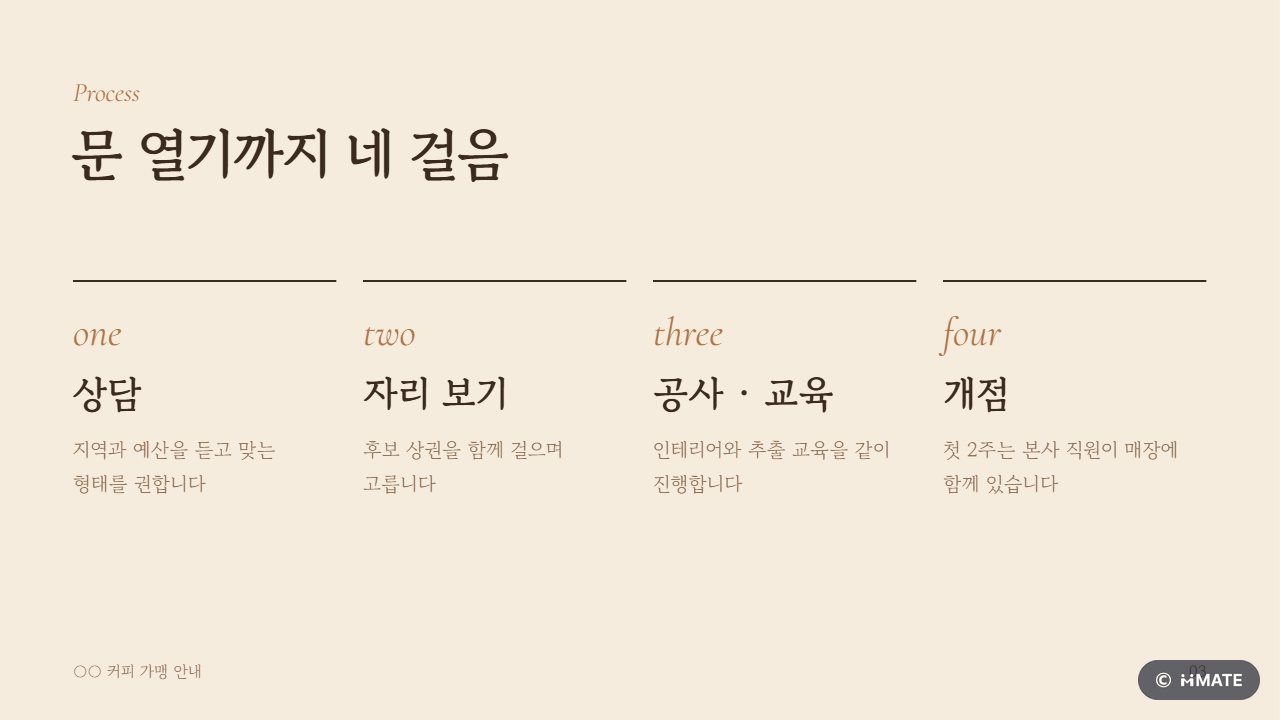 Process
문 열기까지 네 걸음
one
상담
지역과 예산을 듣고 맞는
형태를 권합니다
two
자리 보기
후보 상권을 함께 걸으며
고릅니다
three
공사 · 교육
인테리어와 추출 교육을 같이
진행합니다
four
개점
첫 2주는 본사 직원이 매장에
함께 있습니다
○○ 커피 가맹 안내
03
© MATE